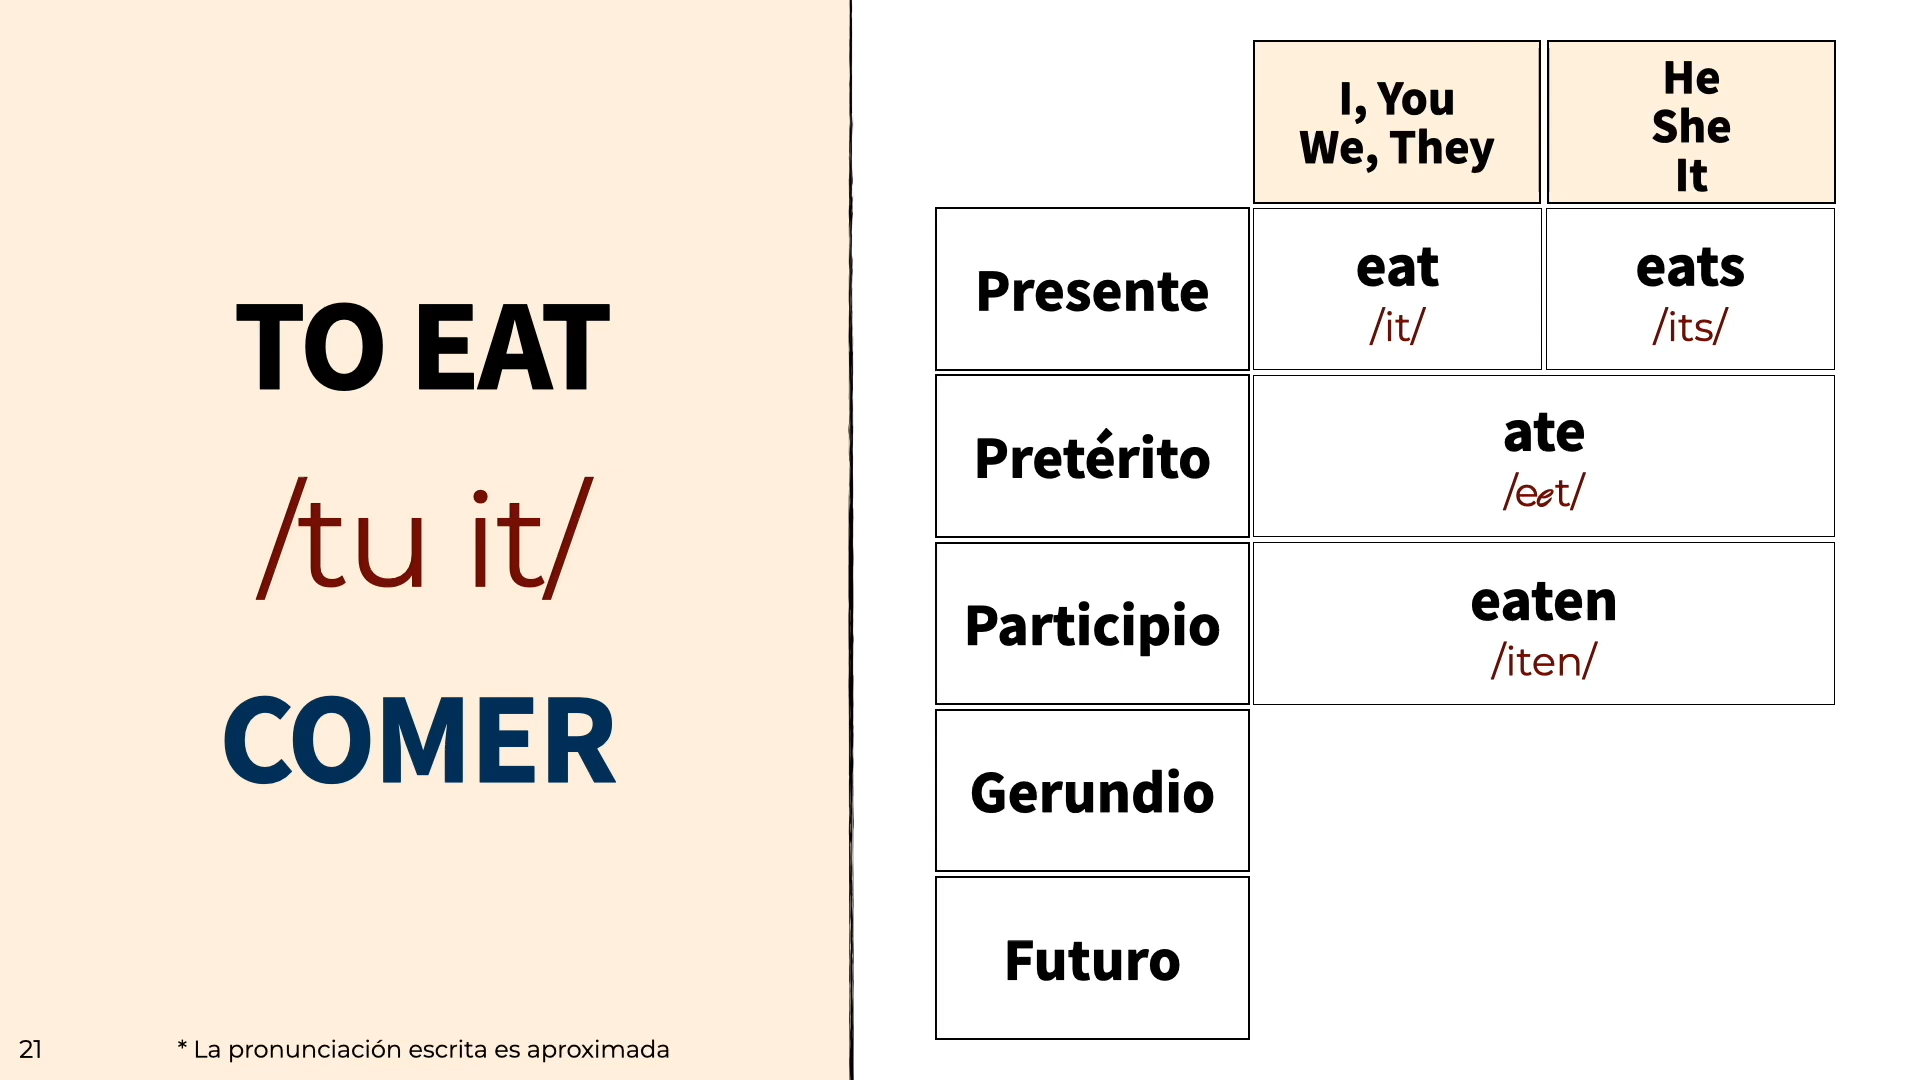 TO EAT
/tu it/
COMER
21
* La pronunciación escrita es aproximada
I, You
We, They
He
She
It
Presente
eat
/it/
eats
/its/
Pretérito
ate
/eet/
Participio
eaten
/iten/
Gerundio
Futuro